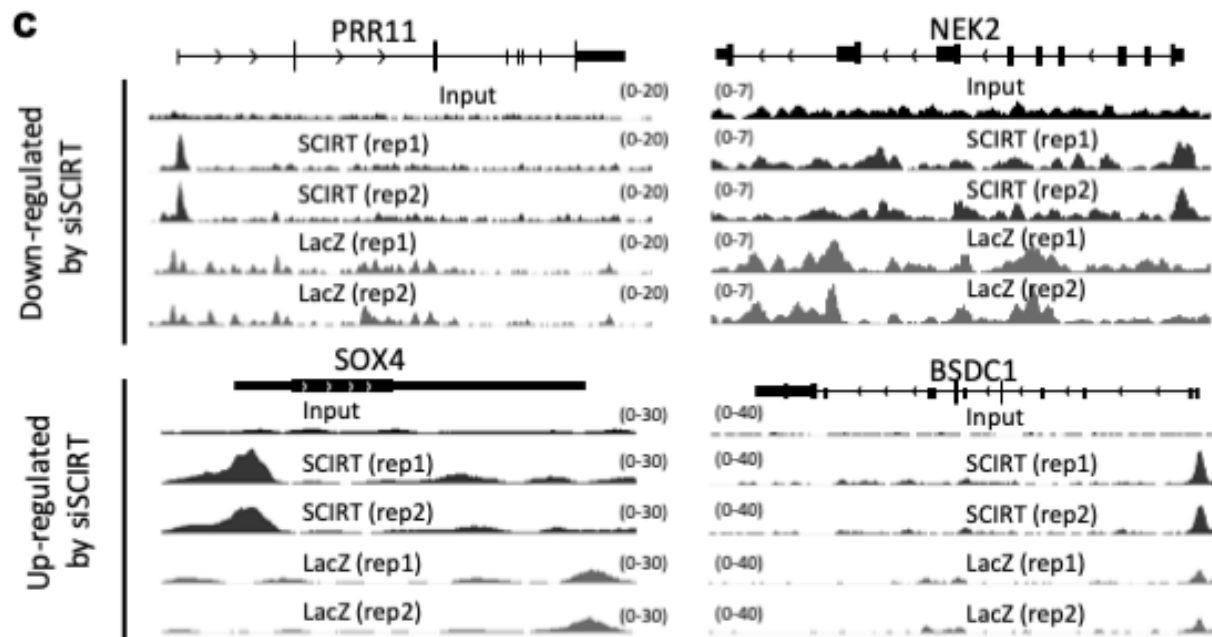 c
PRR11
NEK2
Down-regulated
by siSCIRT
Input
(0-20)
SCIRT (rep1)
(0-20)
SCIRT (rep2)
(0-20)
LacZ (rep1)
(0-20)
LacZ (rep2)
(0-20)
(0-7)
Input
(0-7)
SCIRT (rep1)
(0-7)
SCIRT (rep2)
(0-7)
LacZ (rep1)
(0-7)
LacZ (rep2)
SOX4
BSDC1
Up-regulated
by siSCIRT
Input
(0-30)
SCIRT (rep1)
(0-30)
SCIRT (rep2)
(0-30)
LacZ (rep1)
(0-30)
LacZ (rep2)
(0-30)
(0-40)
Input
(0-40)
SCIRT (rep1)
(0-40)
SCIRT (rep2)
(0-40)
LacZ (rep1)
(0-40)
LacZ (rep2)